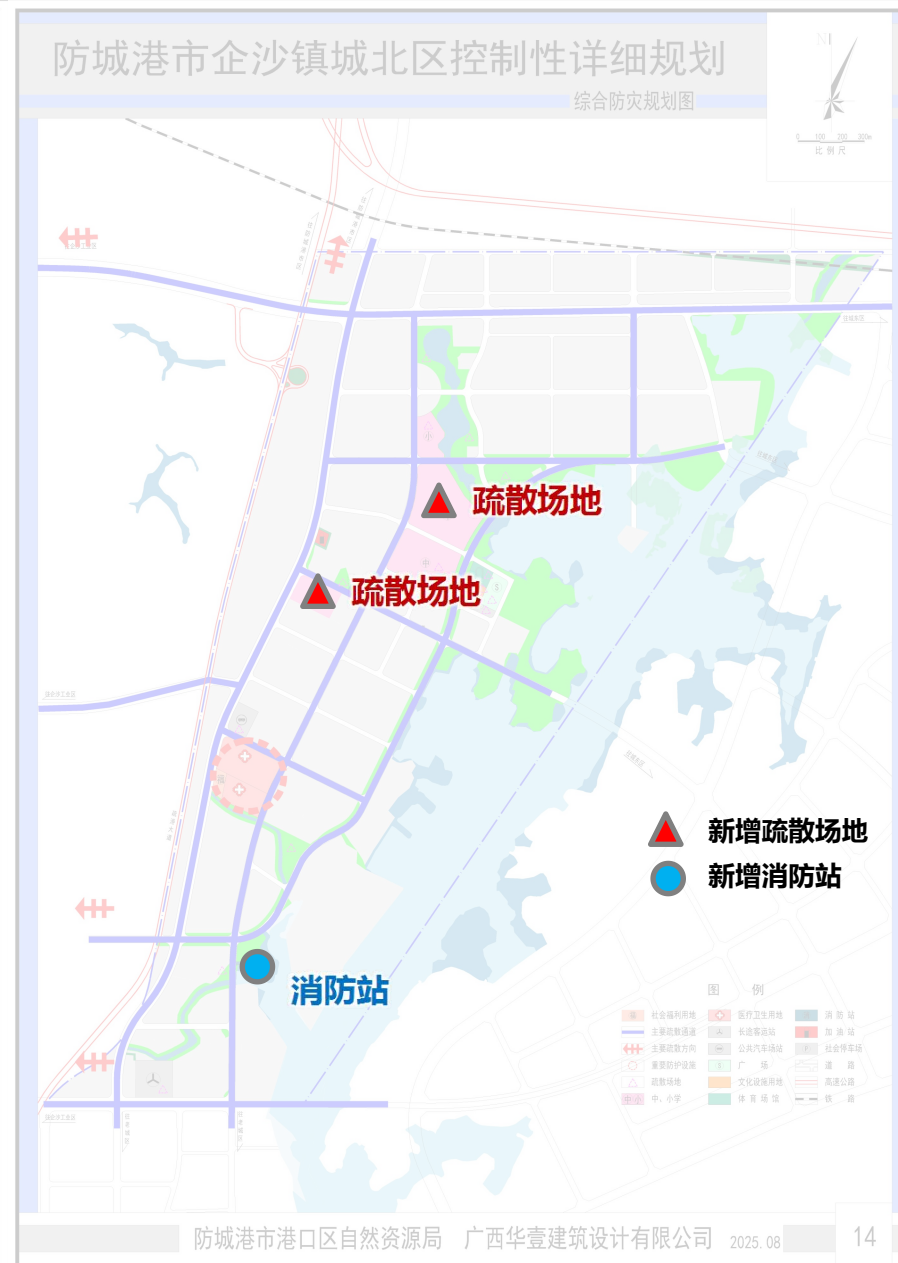 防城港市企沙镇城北区控制性详细规划
综合防灾规划图
N
0 100 200 300m
比例尺
小
疏散场地
中
S
疏散场地
新增疏散场地
新增消防站
消防站
图 例
社会福利用地 医疗卫生用地 消防站
主要疏散通道 长途客运站 加油站
主要疏散方向 公共汽车场站 社会停车场
重要防护设施 S 广场 道路
疏散场地 文化设施用地 高速公路
中 小 中、小学 体育场馆 铁路
防城港市港口区自然资源局 广西华壹建筑设计有限公司 2025.08 14